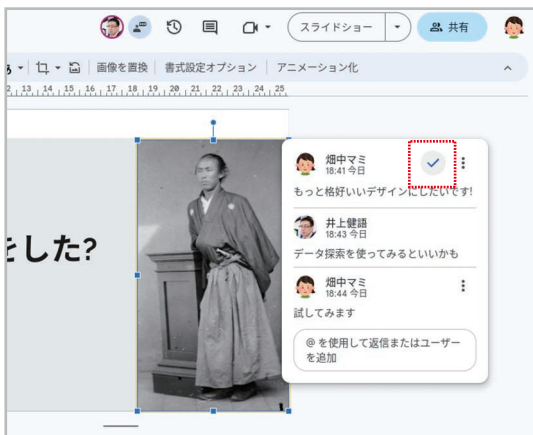 スライドショー
共有
画像を置換
書式設定オプション
アニメーション化
13 14 15 16 17 18 19 20 21 22 23 24 25
をした?
畑中マミ
18:41 今日
もっと格好いいデザインにしたいです!
井上健語
18:43 今日
データ探索を使ってみるといいかも
畑中マミ
18:44 今日
試してみます
@ を使用して返信またはユーザー
を追加